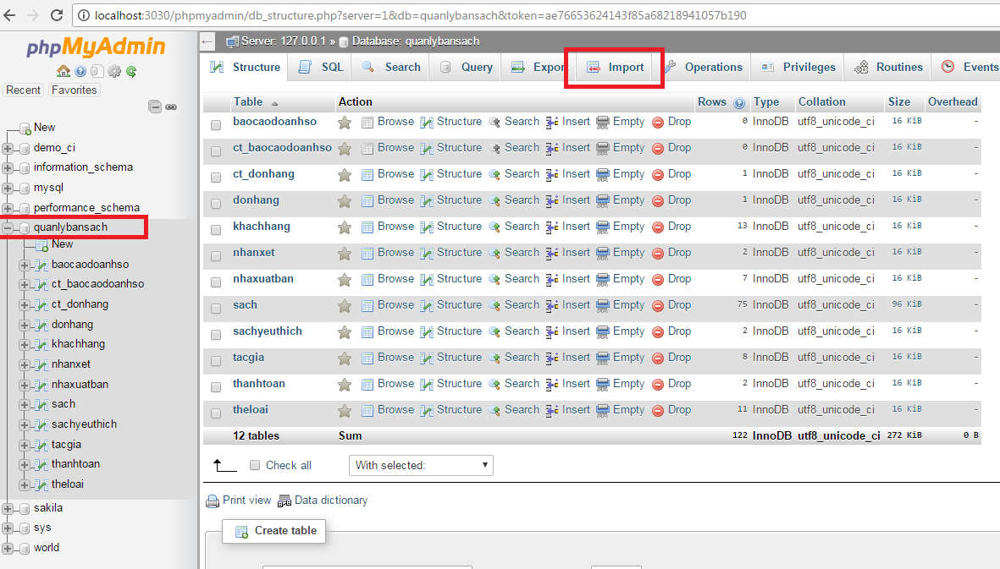 localhost:3030/phpmyadmin/db_structure.php?server=1&db=quanlybansach&token=ae76653624143f85a68218941057b190
phpMyAdmin
Recent Favorites
New
demo_ci
information_schema
mysql
performance_schema
quanlybansach
New
baocaodoanhso
ct_baocaodoanhso
ct_donhang
donhang
khachhang
nhanxet
nhaxuatban
sach
sachyeuthich
tacgia
thanhtoan
theloai
sakila
sys
world
Server: 127.0.0.1 » Database: quanlybansach
Structure SQL Search Query Expor Import Operations Privileges Routines Events
Table Action Rows Type Collation Size Overhead
baocaodoanhso Browse Structure Search Insert Empty Drop 0 InnoDB utf8_unicode_ci 16 KiB -
ct_baocaodoanhso Browse Structure Search Insert Empty Drop 0 InnoDB utf8_unicode_ci 16 KiB -
ct_donhang Browse Structure Search Insert Empty Drop 1 InnoDB utf8_unicode_ci 16 KiB -
donhang Browse Structure Search Insert Empty Drop 1 InnoDB utf8_unicode_ci 16 KiB -
khachhang Browse Structure Search Insert Empty Drop 13 InnoDB utf8_unicode_ci 16 KiB -
nhanxet Browse Structure Search Insert Empty Drop 2 InnoDB utf8_unicode_ci 16 KiB -
nhaxuatban Browse Structure Search Insert Empty Drop 7 InnoDB utf8_unicode_ci 16 KiB -
sach Browse Structure Search Insert Empty Drop 75 InnoDB utf8_unicode_ci 96 KiB -
sachyeuthich Browse Structure Search Insert Empty Drop 2 InnoDB utf8_unicode_ci 16 KiB -
tacgia Browse Structure Search Insert Empty Drop 8 InnoDB utf8_unicode_ci 16 KiB -
thanhtoan Browse Structure Search Insert Empty Drop 2 InnoDB utf8_unicode_ci 16 KiB -
theloai Browse Structure Search Insert Empty Drop 11 InnoDB utf8_unicode_ci 16 KiB -
12 tables Sum 122 InnoDB utf8_unicode_ci 272 KiB 0 B
Check all With selected:
Print view Data dictionary
Create table